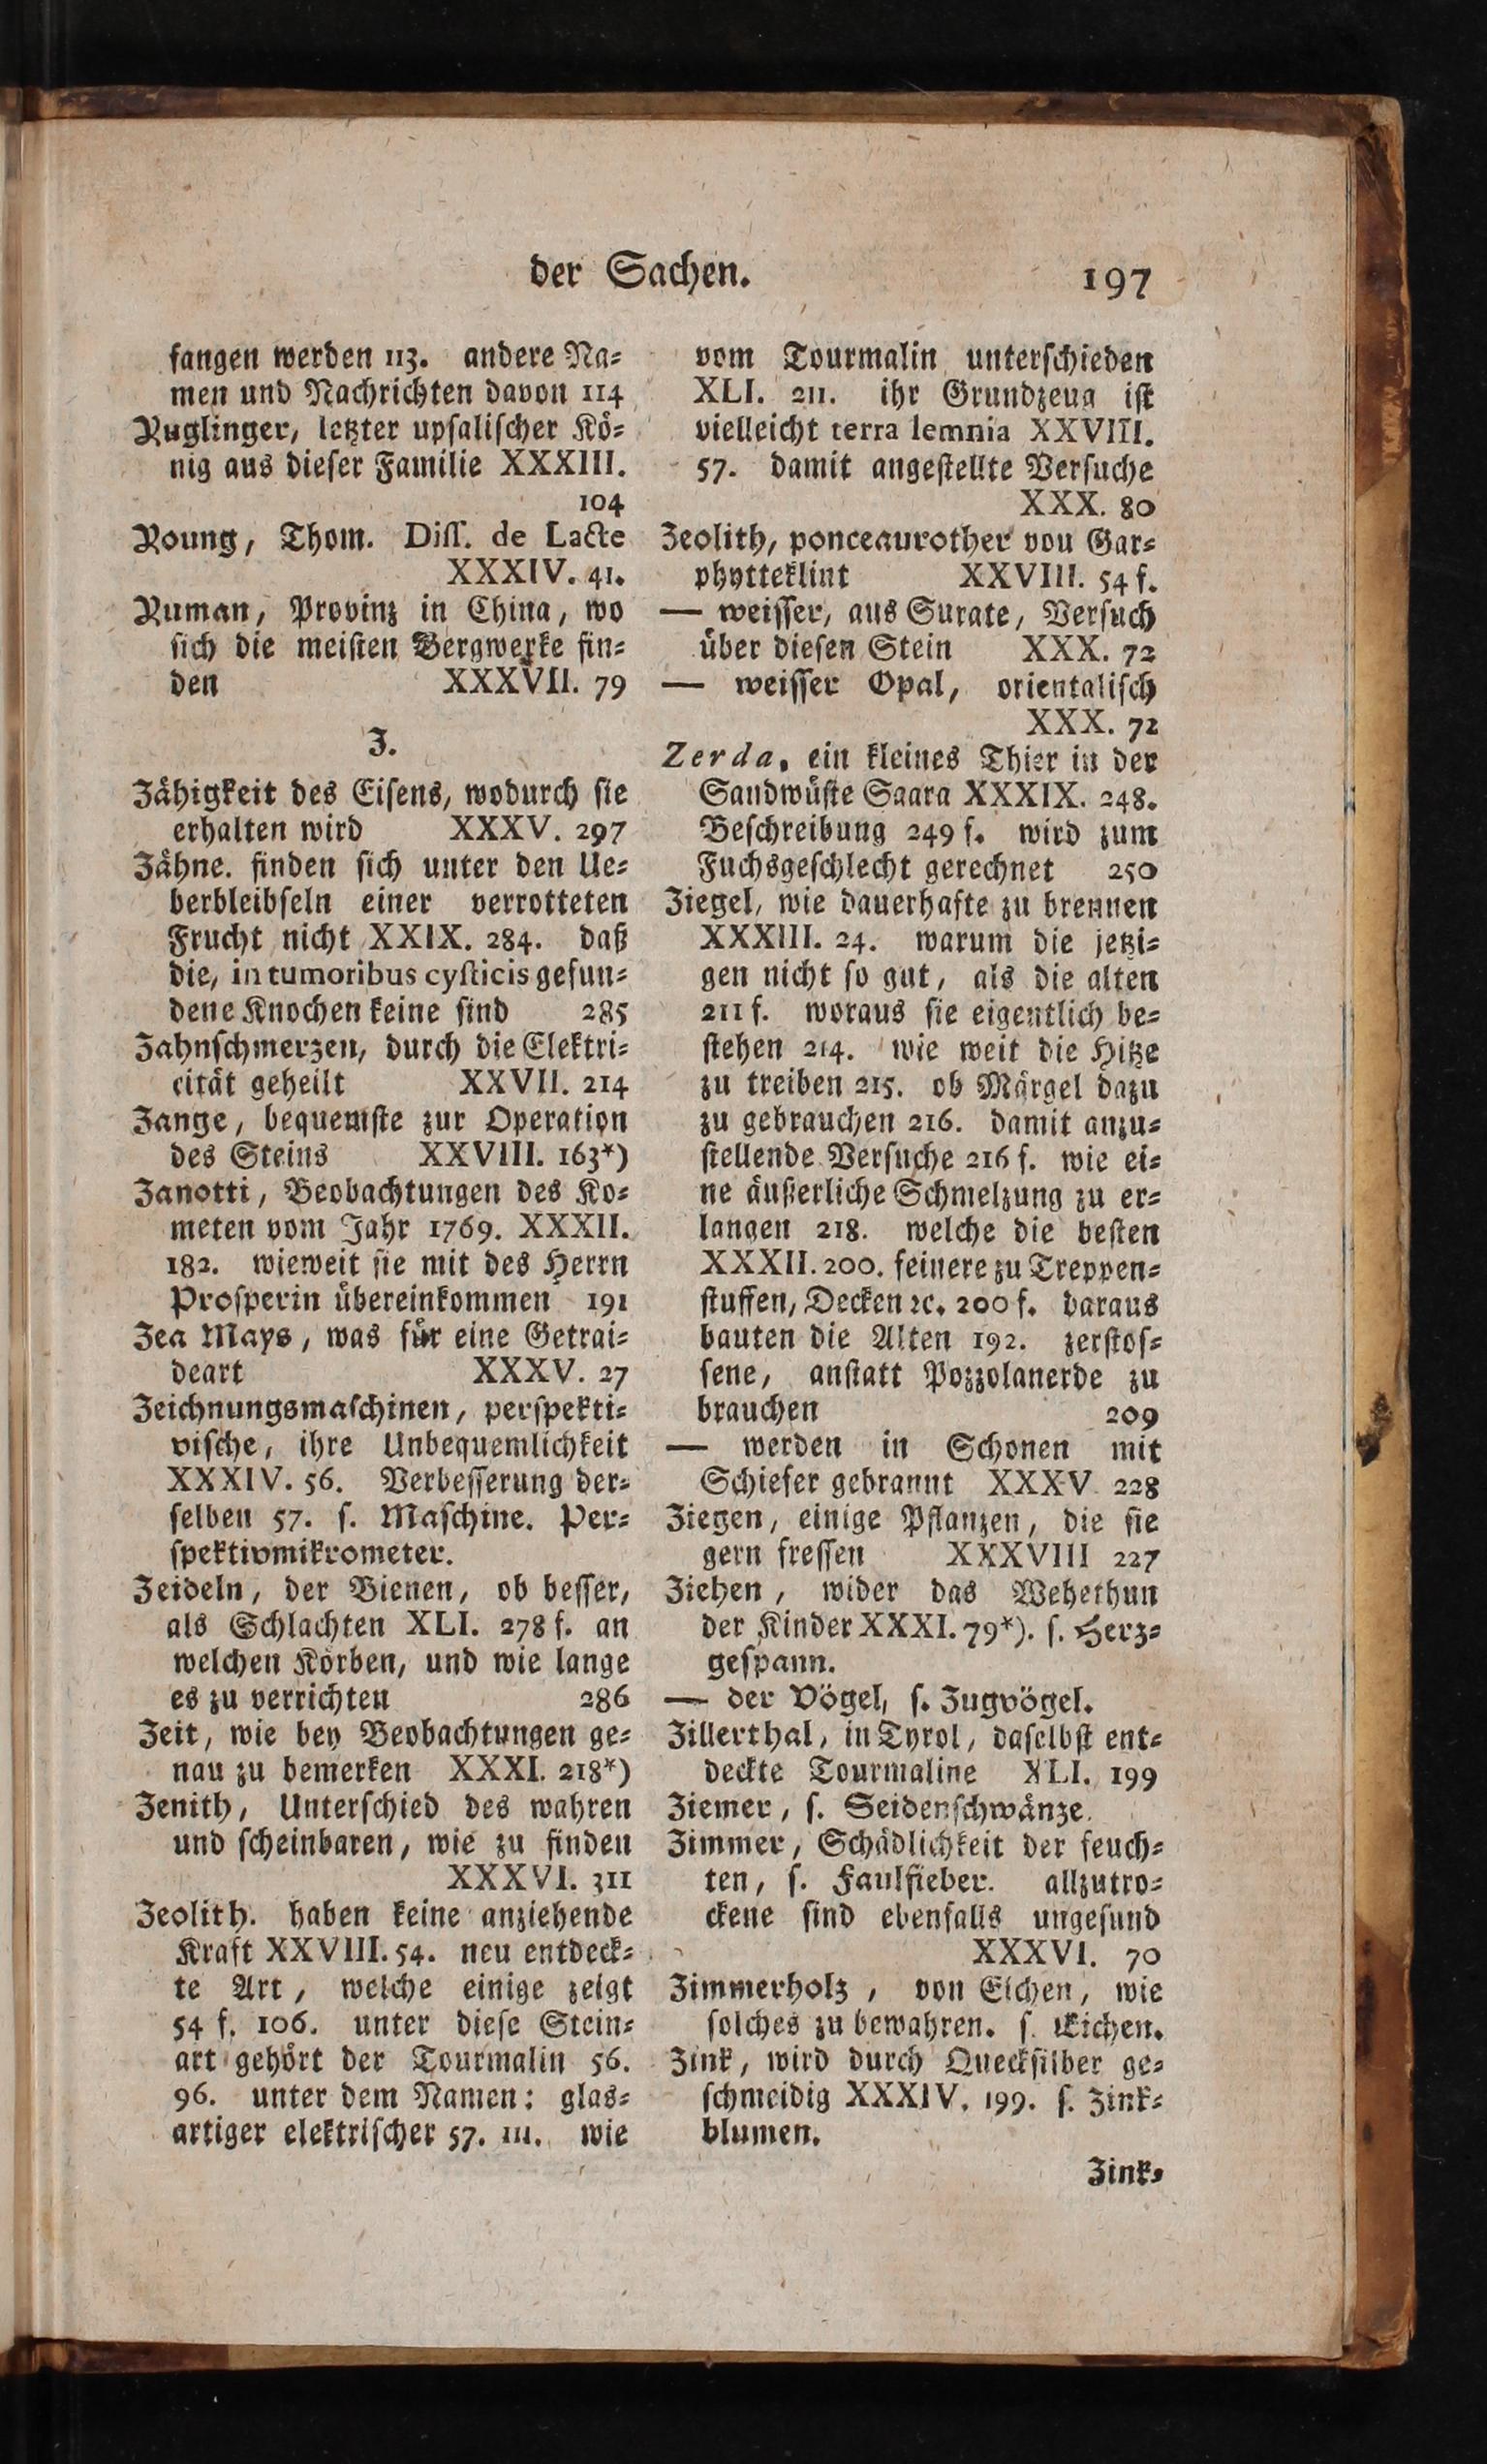 der Sachen.
197
fangen werden 113. andere Na⸗
men und Nachrichten davon 114
Yuglinger, letzter upsalischer Kö⸗
nig aus dieser Familie XXXIII.
104
Young, Thom. Diss. de Lacte
XXXIV. 41.
Yuman, Provinz in China, wo
sich die meisten Bergwerke fin⸗
den XXXVII. 79
Z.
Zähigkeit des Eisens, wodurch sie
erhalten wird XXXV. 297
Zähne. finden sich unter den Ue⸗
berbleibseln einer verrotteten
Frucht nicht XXIX. 284. daß
die, in tumoribus cysticis gefun⸗
dene Knochen keine sind 285
Zahnschmerzen, durch die Elektri⸗
cität geheilt XXVII. 214
Zange, bequemste zur Operation
des Steins XXVIII. 163*)
Zanotti, Beobachtungen des Ko⸗
meten vom Jahr 1769. XXXII.
182. wieweit sie mit des Herrn
Prosperin übereinkommen 191
Zea Mays, was für eine Getrai⸗
deart XXXV. 27
Zeichnungsmaschinen, perspekti⸗
vische, ihre Unbequemlichkeit
XXXIV. 56. Verbesserung der⸗
selben 57. s. Maschine. Per⸗
spektivmikrometer.
Zeideln, der Bienen, ob besser,
als Schlachten XLI. 278 f. an
welchen Körben, und wie lange
es zu verrichten 286
Zeit, wie bey Beobachtungen ge⸗
nau zu bemerken XXXI. 218*)
Zenith, Unterschied des wahren
und scheinbaren, wie zu finden
XXXVI. 311
Zeolith. haben keine anziehende
Kraft XXVIII. 54. neu entdeck⸗
te Art, welche einige zeigt
54 f. 106. unter diese Stein⸗
art gehört der Tourmalin 56.
96. unter dem Namen: glas⸗
artiger elektrischer 57. 111. wie
vom Tourmalin unterschieden
XLI. 211. ihr Grundzeug ist
vielleicht terra lemnia XXVIII.
57. damit angestellte Versuche
XXX. 80
Zeolith, ponceaurother von Gar⸗
phytteklint XXVIII. 54 f.
— weisser, aus Surate, Versuch
über diesen Stein XXX. 72
— weisser Opal, orientalisch
XXX. 72
Zerda, ein kleines Thier in der
Sandwüste Saara XXXIX. 248.
Beschreibung 249 f. wird zum
Fuchsgeschlecht gerechnet 250
Ziegel, wie dauerhafte zu brennen
XXXIII. 24. warum die jetzi⸗
gen nicht so gut, als die alten
211 f. woraus sie eigentlich be⸗
stehen 214. wie weit die Hitze
zu treiben 215. ob Märgel dazu
zu gebrauchen 216. damit anzu⸗
stellende Versuche 216 f. wie ei⸗
ne äusserliche Schmelzung zu er⸗
langen 218. welche die besten
XXXII. 200. feinere zu Treppen⸗
stuffen, Decken ꝛc. 200 f. daraus
bauten die Alten 192. zerstos⸗
sene, anstatt Pozzolanerde zu
brauchen 209
— werden in Schonen mit
Schiefer gebrannt XXXV. 228
Ziegen, einige Pflanzen, die sie
gern fressen XXXVIII 227
Ziehen, wider das Wehethun
der Kinder XXXI. 79*). s. Herz⸗
gespann.
— der Vögel, s. Zugvögel.
Zillerthal, in Tyrol, daselbst ent⸗
deckte Tourmaline XLI. 199
Ziemer, s. Seidenschwänze.
Zimmer, Schädlichkeit der feuch⸗
ten, s. Faulfieber. allzutro⸗
ckene sind ebenfalls ungesund
XXXVI. 70
Zimmerholz, von Eichen, wie
solches zu bewahren. s. Eichen.
Zink, wird durch Quecksilber ge⸗
schmeidig XXXIV. 199. s. Zink⸗
blumen.
Zink⸗